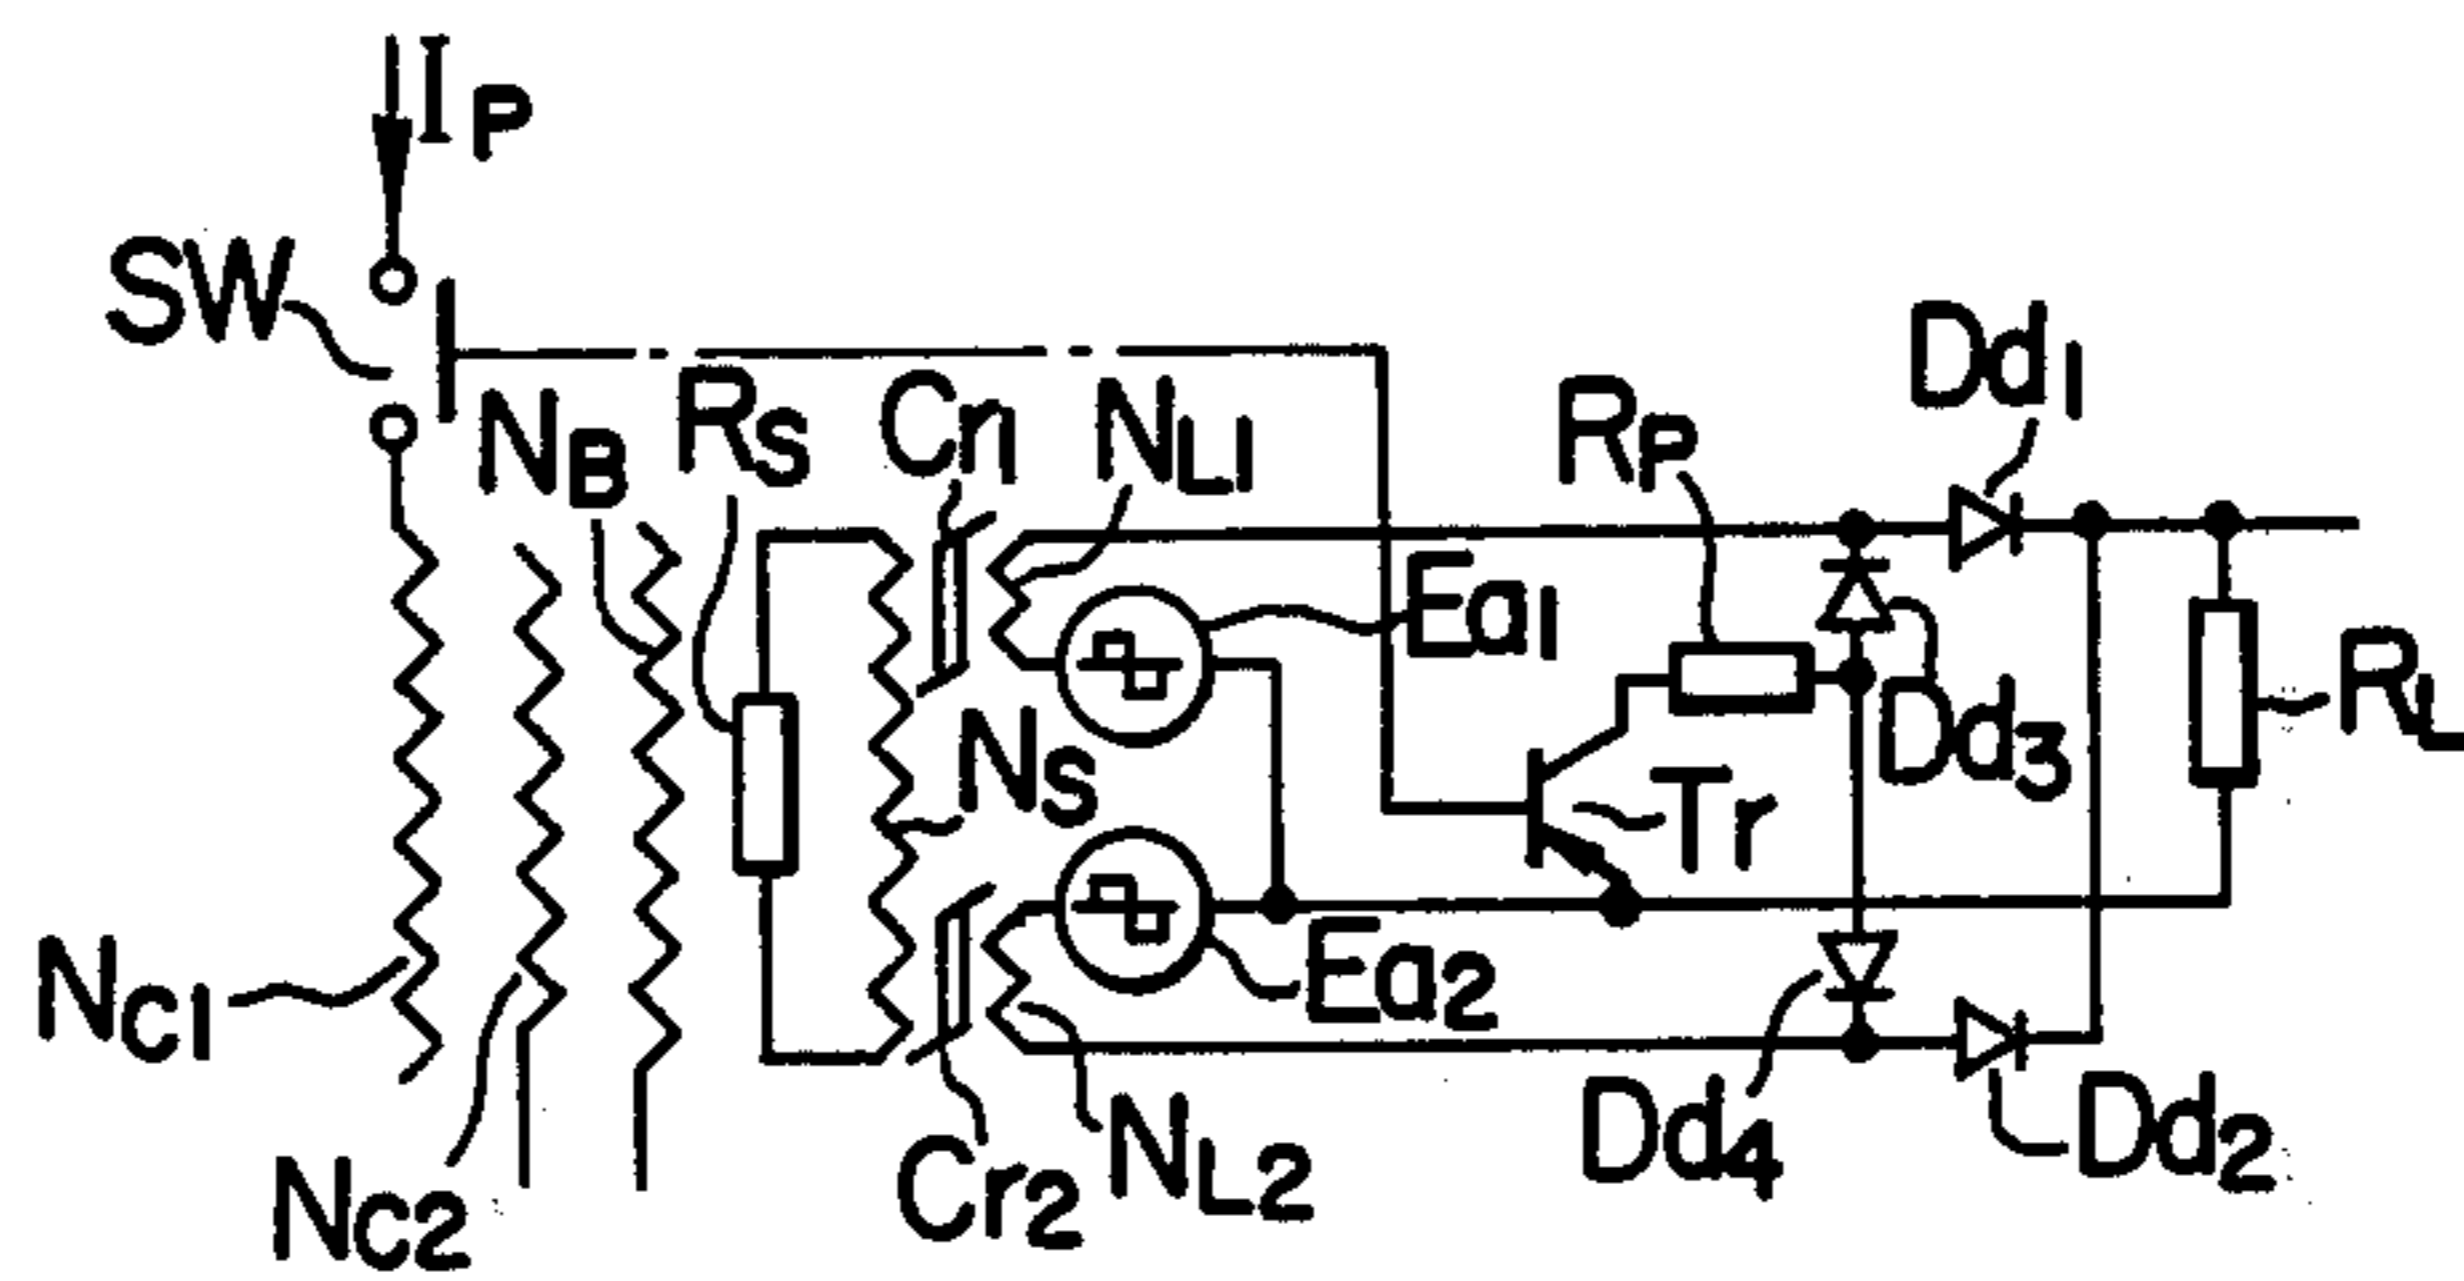 IP
SW
NB
RS
Cr1
NL1
RP
Dd1
Ea1
Dd3
RL
NS
Tr
NC1
Ea2
Dd4
Dd2
NC2
Cr2
NL2